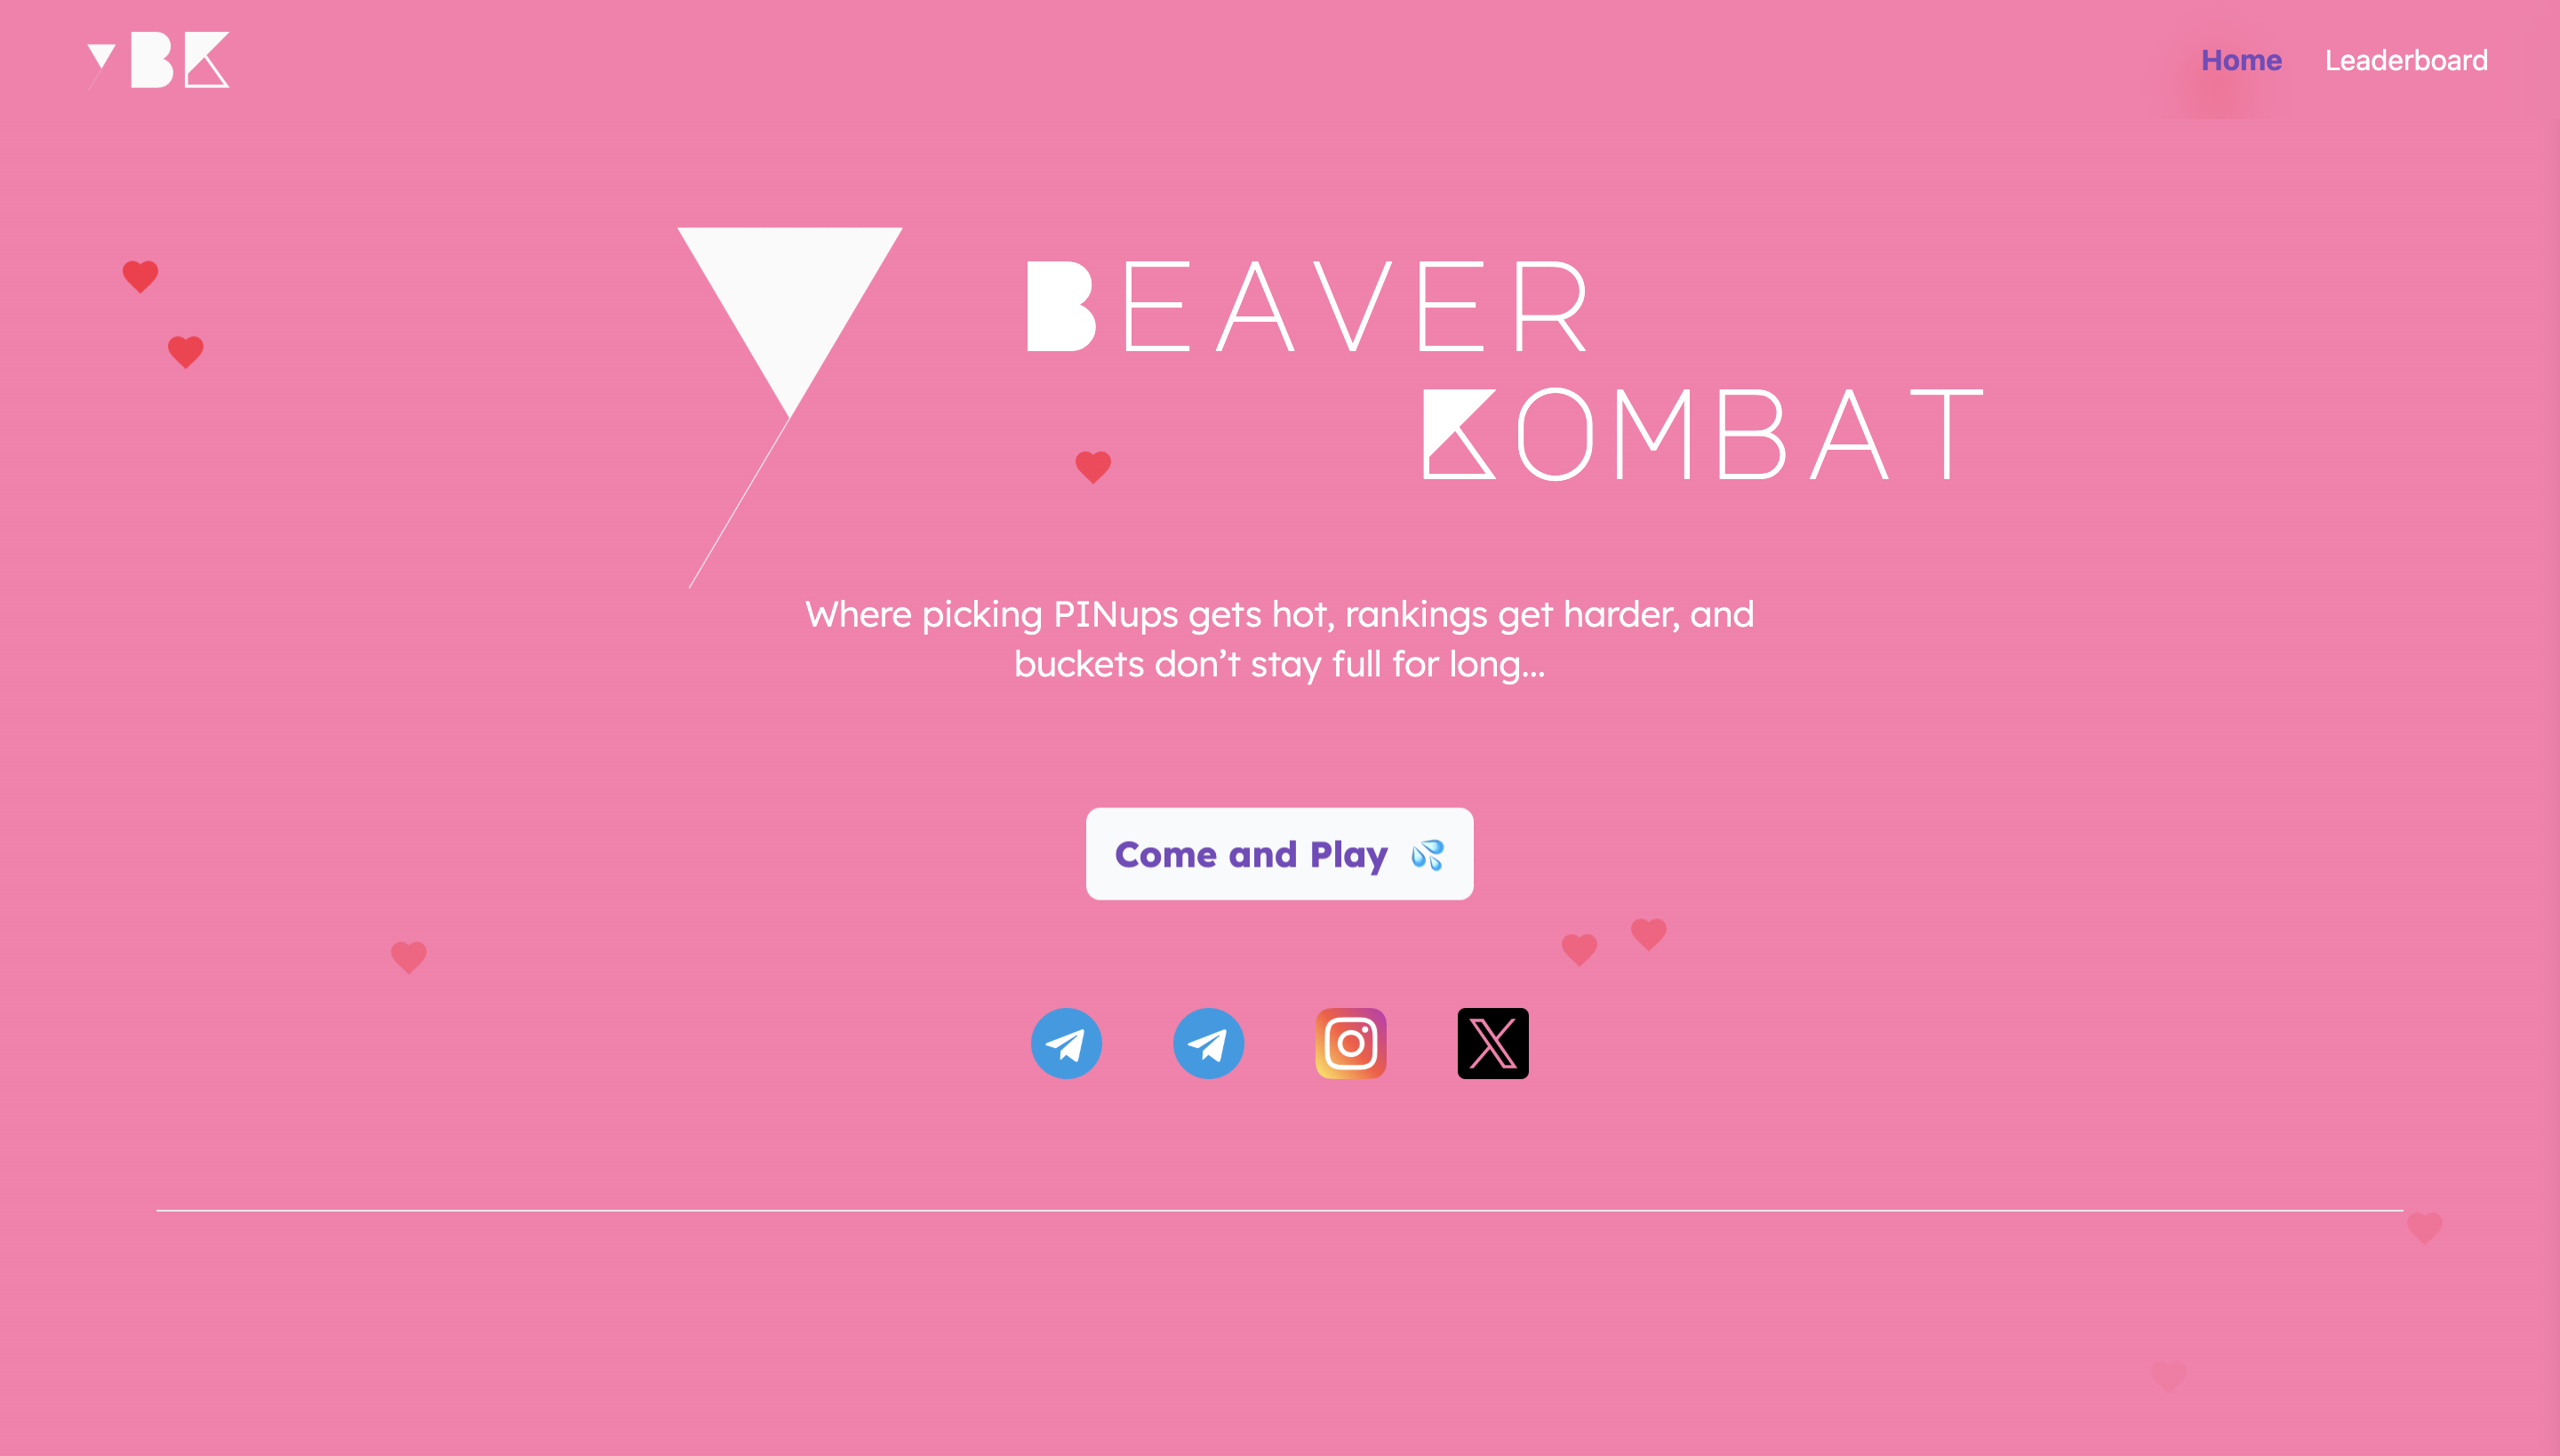 BK
Home
Leaderboard
BEAVER
KOMBAT
Where picking PINups gets hot, rankings get harder, and
buckets don’t stay full for long...
Come and Play 💦